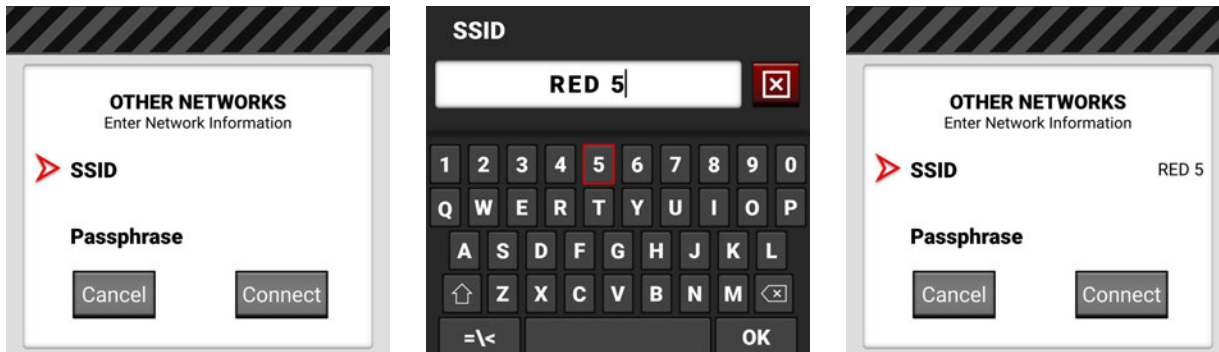 OTHER NETWORKS
Enter Network Information
SSID
Passphrase
Cancel Connect
SSID
RED 5
1 2 3 4 5 6 7 8 9 0
Q W E R T Y U I O P
A S D F G H J K L
Z X C V B N M
=\< OK
OTHER NETWORKS
Enter Network Information
SSID RED 5
Passphrase
Cancel Connect